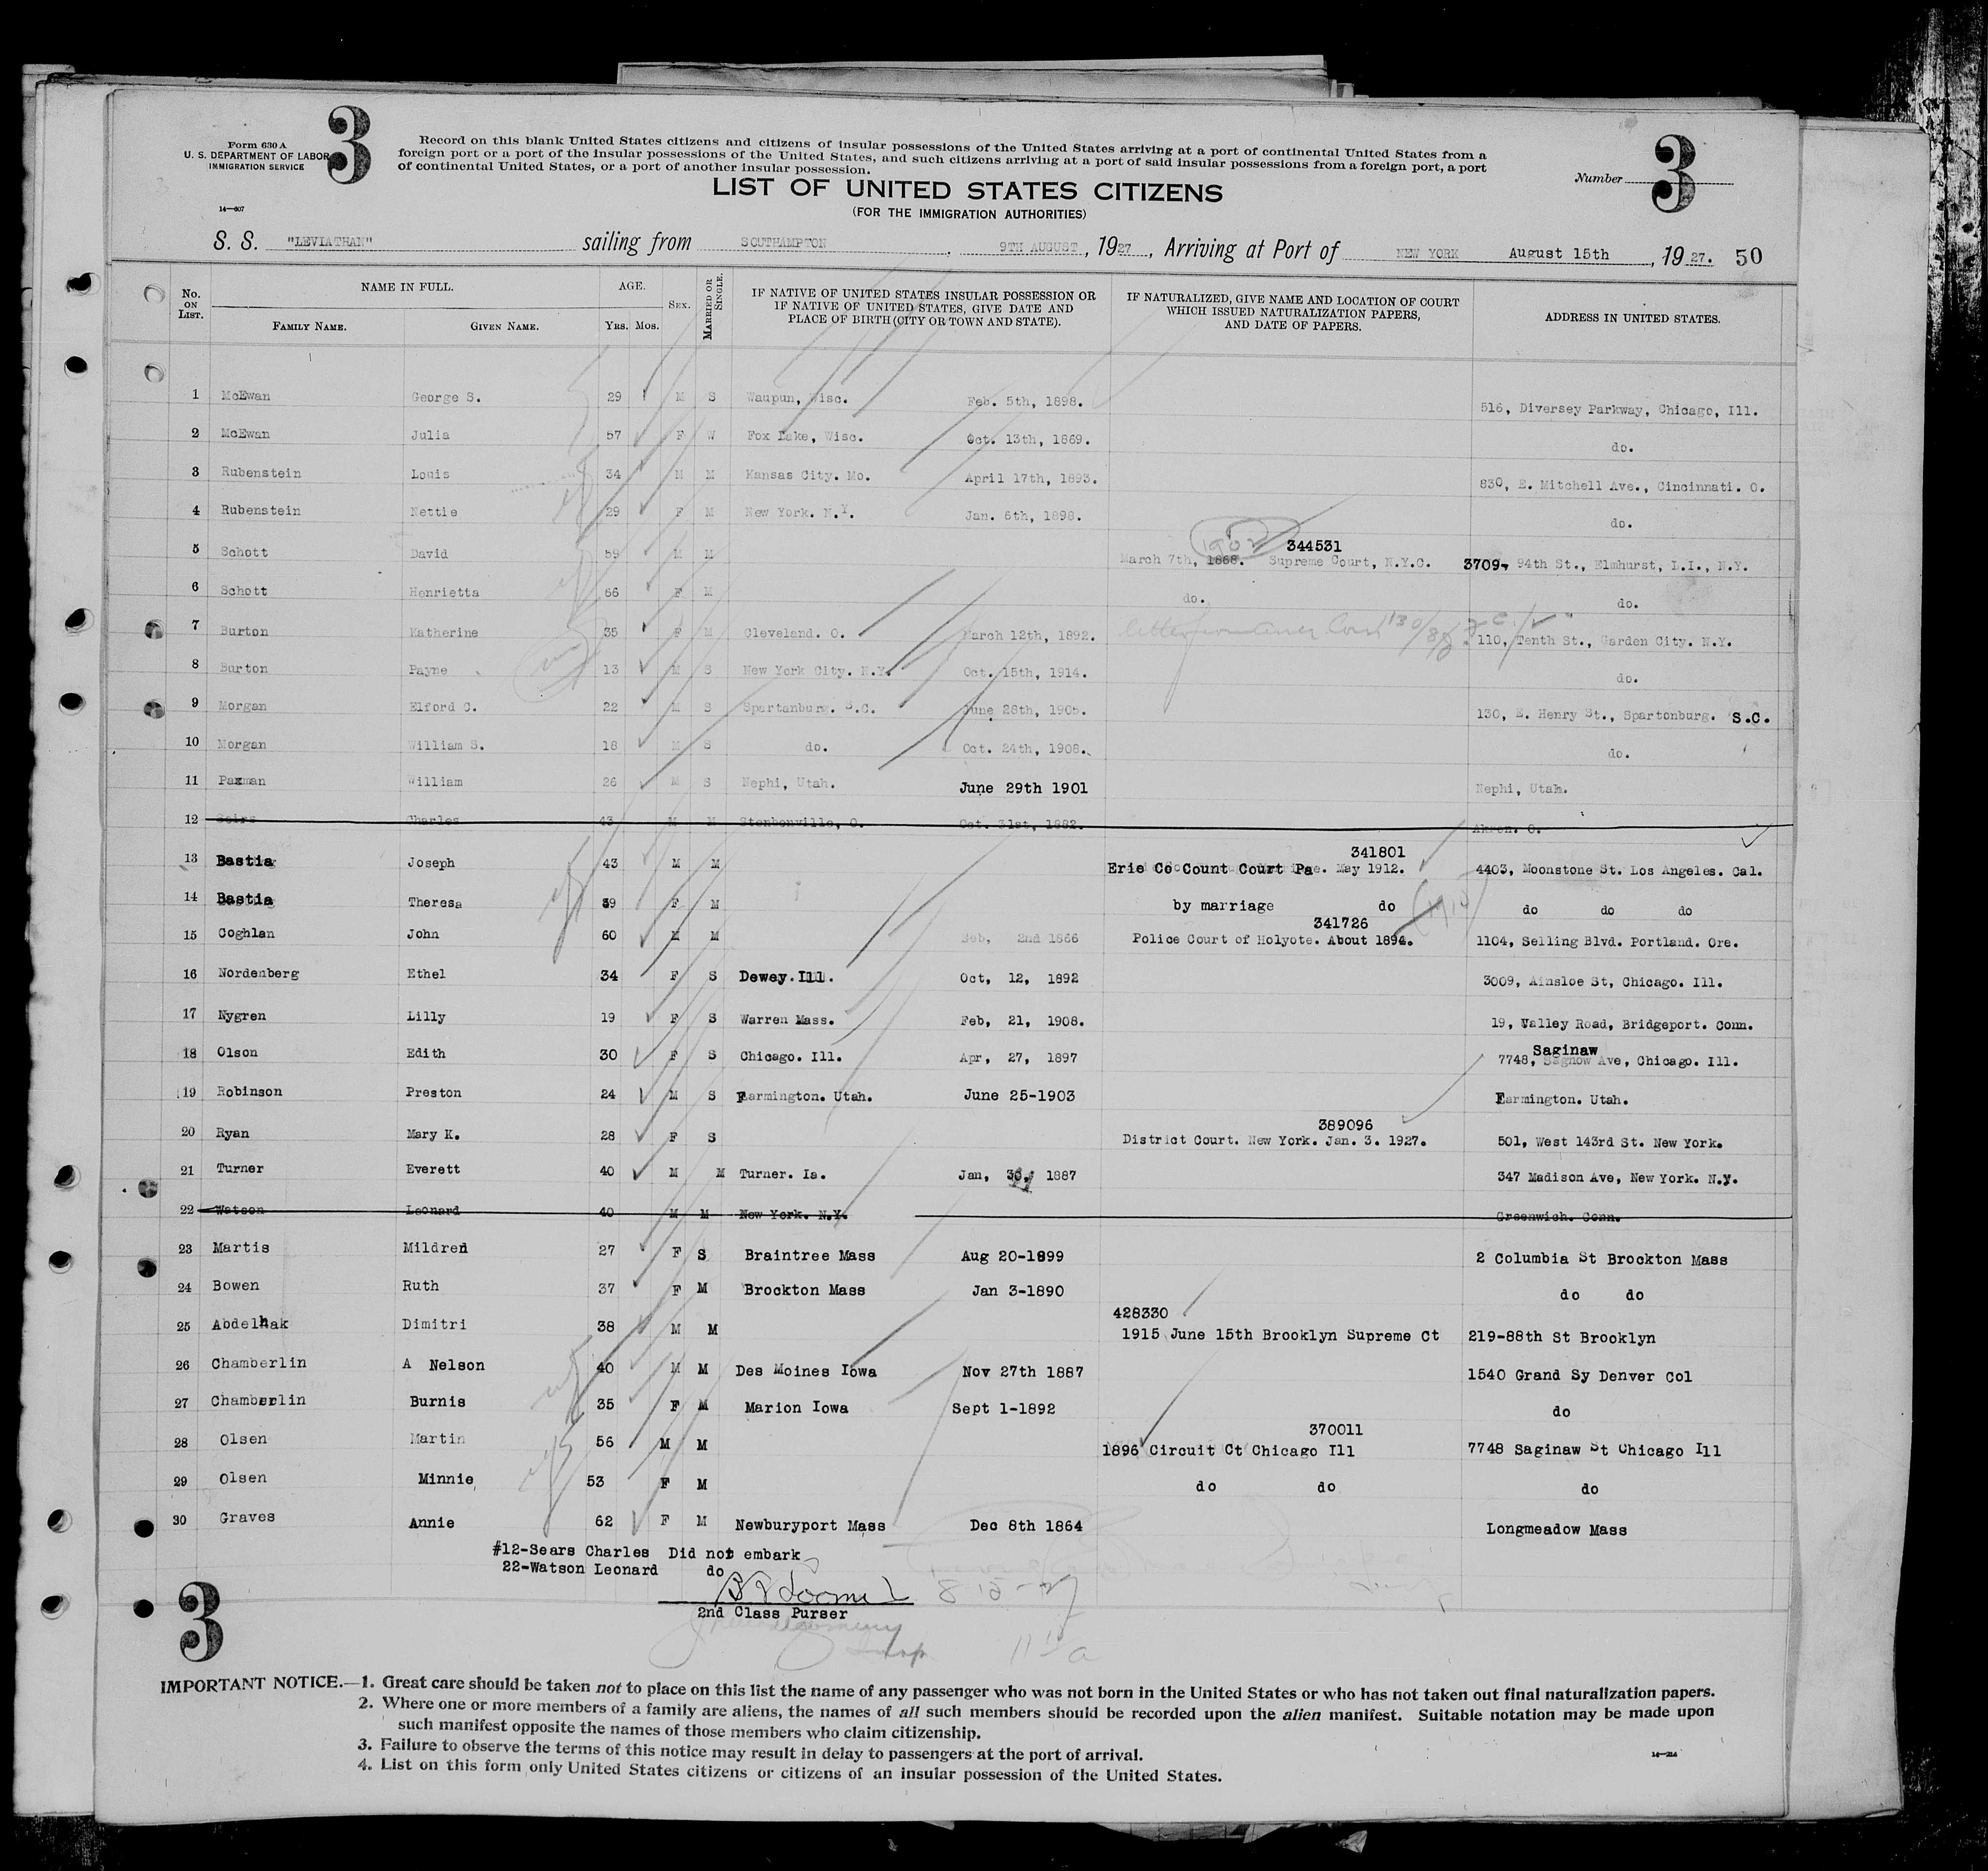 Form 630 A
U. S. DEPARTMENT OF LABOR
IMMIGRATION SERVICE
3
Record on this blank United States citizens and citizens of insular possessions of the United States arriving at a port of continental United States from a
foreign port or a port of the insular possessions of the United States, and such citizens arriving at a port of said insular possessions from a foreign port, a port
of continental United States, or a port of another insular possession.
Number 3
LIST OF UNITED STATES CITIZENS
(FOR THE IMMIGRATION AUTHORITIES)
14—607
S. S. "LEVIATHAN" sailing from SOUTHAMPTON, 9TH AUGUST, 1927, Arriving at Port of NEW YORK August 15th, 1927. 50
No. ON LIST. NAME IN FULL. FAMILY NAME. GIVEN NAME. AGE. YRS. MOS. SEX. MARRIED OR SINGLE. IF NATIVE OF UNITED STATES INSULAR POSSESSION OR IF NATIVE OF UNITED STATES, GIVE DATE AND PLACE OF BIRTH (CITY OR TOWN AND STATE). IF NATURALIZED, GIVE NAME AND LOCATION OF COURT WHICH ISSUED NATURALIZATION PAPERS, AND DATE OF PAPERS. ADDRESS IN UNITED STATES.
1 McEwan George S. 29 M S Waupun, Wisc. Feb. 5th, 1898. 516, Diversey Parkway, Chicago, Ill.
2 McEwan Julia 57 F W Fox Lake, Wisc. Oct. 13th, 1869. do.
3 Rubenstein Louis 34 M M Kansas City. Mo. April 17th, 1893. 830, E. Mitchell Ave., Cincinnati. O.
4 Rubenstein Nettie 29 F M New York. N.Y. Jan. 6th, 1898. do.
1902 344531
5 Schott David 59 M M March 7th, 1868. Supreme Court, N.Y.C. 3709- 94th St., Elmhurst, L.I., N.Y.
6 Schott Henrietta 66 F M do. do.
7 Burton Katherine 35 F M Cleveland. O. March 12th, 1892. 110, Tenth St., Garden City. N.Y.
8 Burton Payne 13 M S New York City. N.Y. Oct. 15th, 1914. do.
9 Morgan Elford C. 22 M S Spartanburg. S.C. June 28th, 1905. 130, E. Henry St., Spartonburg. S.C.
10 Morgan William S. 18 M S do. Oct. 24th, 1908. do.
11 Paxman William 26 M S Nephi, Utah. June 29th 1901 Nephi, Utah.
12 Charles 43 M M Stenbenville, O. Oct. 31st, 1882. Akron. O.
341801
13 Bastia Joseph 43 M M Erie Co Count Court Pa. May 1912. 4403, Moonstone St. Los Angeles. Cal.
14 Bastia Theresa 39 F M by marriage do do do do
341726
15 Coghlan John 60 M M Feb, 2nd 1866 Police Court of Holyote. About 1894. 1104, Selling Blvd. Portland. Ore.
16 Nordenberg Ethel 34 F S Dewey. Ill. Oct, 12, 1892 3009, Ainsloe St, Chicago. Ill.
17 Nygren Lilly 19 F S Warren Mass. Feb, 21, 1908. 19, Valley Road, Bridgeport. Conn.
Saginaw
18 Olson Edith 30 F S Chicago. Ill. Apr, 27, 1897 7748, Sagnow Ave, Chicago. Ill.
19 Robinson Preston 24 M S Farmington. Utah. June 25-1903 Farmington. Utah.
389096
20 Ryan Mary K. 28 F S District Court. New York. Jan. 3. 1927. 501, West 143rd St. New York.
21 Turner Everett 40 M M Turner. Ia. Jan, 30, 1887 347 Madison Ave, New York. N.y.
22 Watson Leonard 40 M M New York. N.Y. Greenwich. Conn.
23 Martis Mildred 27 F S Braintree Mass Aug 20-1899 2 Columbia St Brockton Mass
24 Bowen Ruth 37 F M Brockton Mass Jan 3-1890 do do
428330
25 Abdelhak Dimitri 38 M M 1915 June 15th Brooklyn Supreme Ct 219-88th St Brooklyn
26 Chamberlin A Nelson 40 M M Des Moines Iowa Nov 27th 1887 1540 Grand Sy Denver Col
27 Chamberlin Burnis 35 F M Marion Iowa Sept 1-1892 do
370011
28 Olsen Martin 56 M M 1896 Circuit Ct Chicago Ill 7748 Saginaw St Chicago Ill
29 Olsen Minnie 53 F M do do do
30 Graves Annie 62 F M Newburyport Mass Dec 8th 1864 Longmeadow Mass
#12-Sears Charles Did not embark
22-Watson Leonard do
8-15-27
2nd Class Purser
3
IMPORTANT NOTICE.—1. Great care should be taken not to place on this list the name of any passenger who was not born in the United States or who has not taken out final naturalization papers.
2. Where one or more members of a family are aliens, the names of all such members should be recorded upon the alien manifest. Suitable notation may be made upon
such manifest opposite the names of those members who claim citizenship.
3. Failure to observe the terms of this notice may result in delay to passengers at the port of arrival.
4. List on this form only United States citizens or citizens of an insular possession of the United States.
14—214